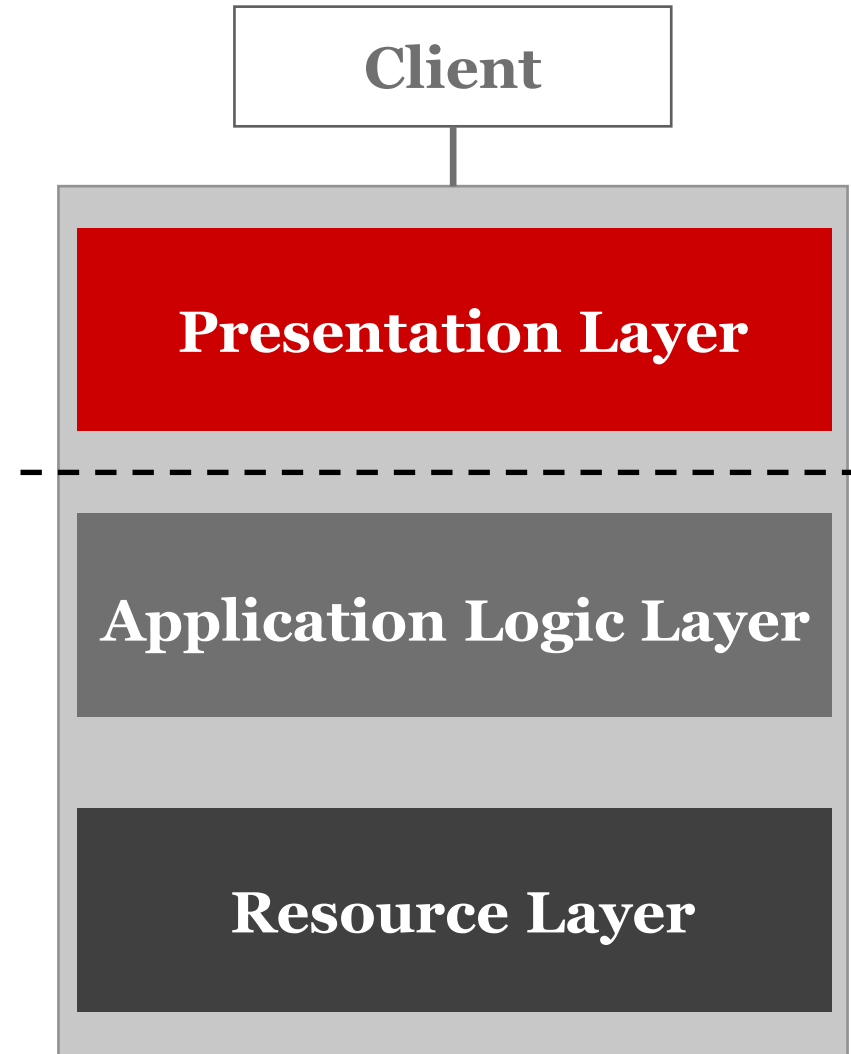 Client
Presentation Layer
Application Logic Layer
Resource Layer